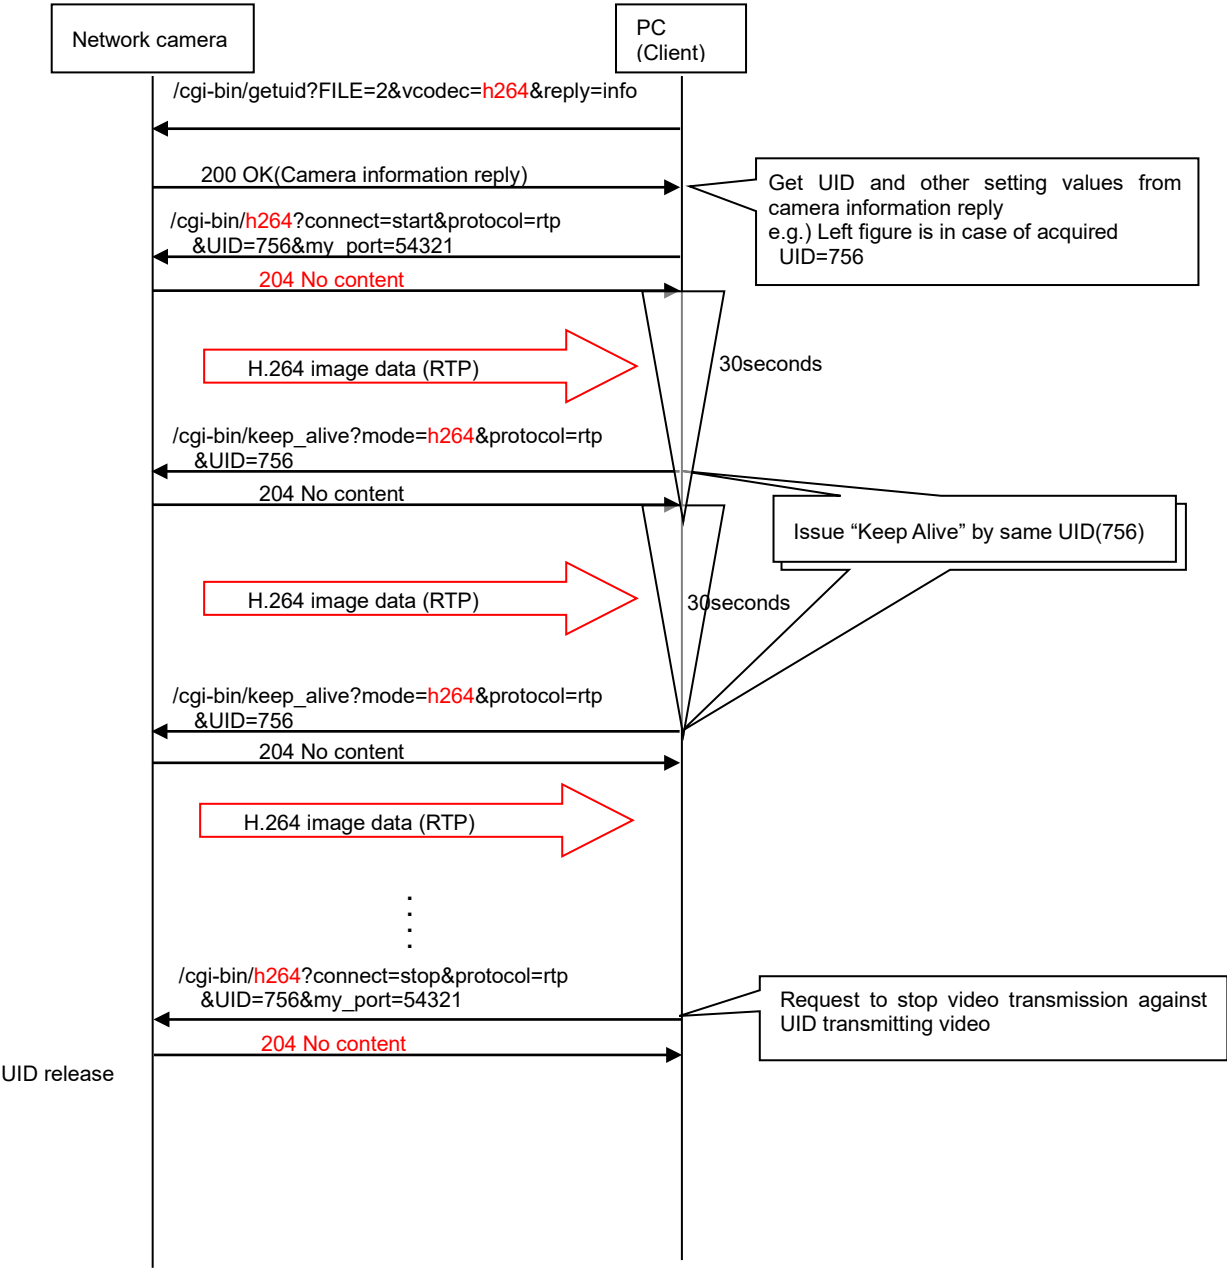 Network camera
PC
(Client)
/cgi-bin/getuid?FILE=2&vcodec=h264&reply=info
200 OK(Camera information reply)
Get UID and other setting values from
camera information reply
e.g.) Left figure is in case of acquired
UID=756
/cgi-bin/h264?connect=start&protocol=rtp
&UID=756&my_port=54321
204 No content
H.264 image data (RTP)
30seconds
/cgi-bin/keep_alive?mode=h264&protocol=rtp
&UID=756
204 No content
Issue “Keep Alive” by same UID(756)
H.264 image data (RTP)
30seconds
/cgi-bin/keep_alive?mode=h264&protocol=rtp
&UID=756
204 No content
H.264 image data (RTP)
/cgi-bin/h264?connect=stop&protocol=rtp
&UID=756&my_port=54321
Request to stop video transmission against
UID transmitting video
204 No content
UID release